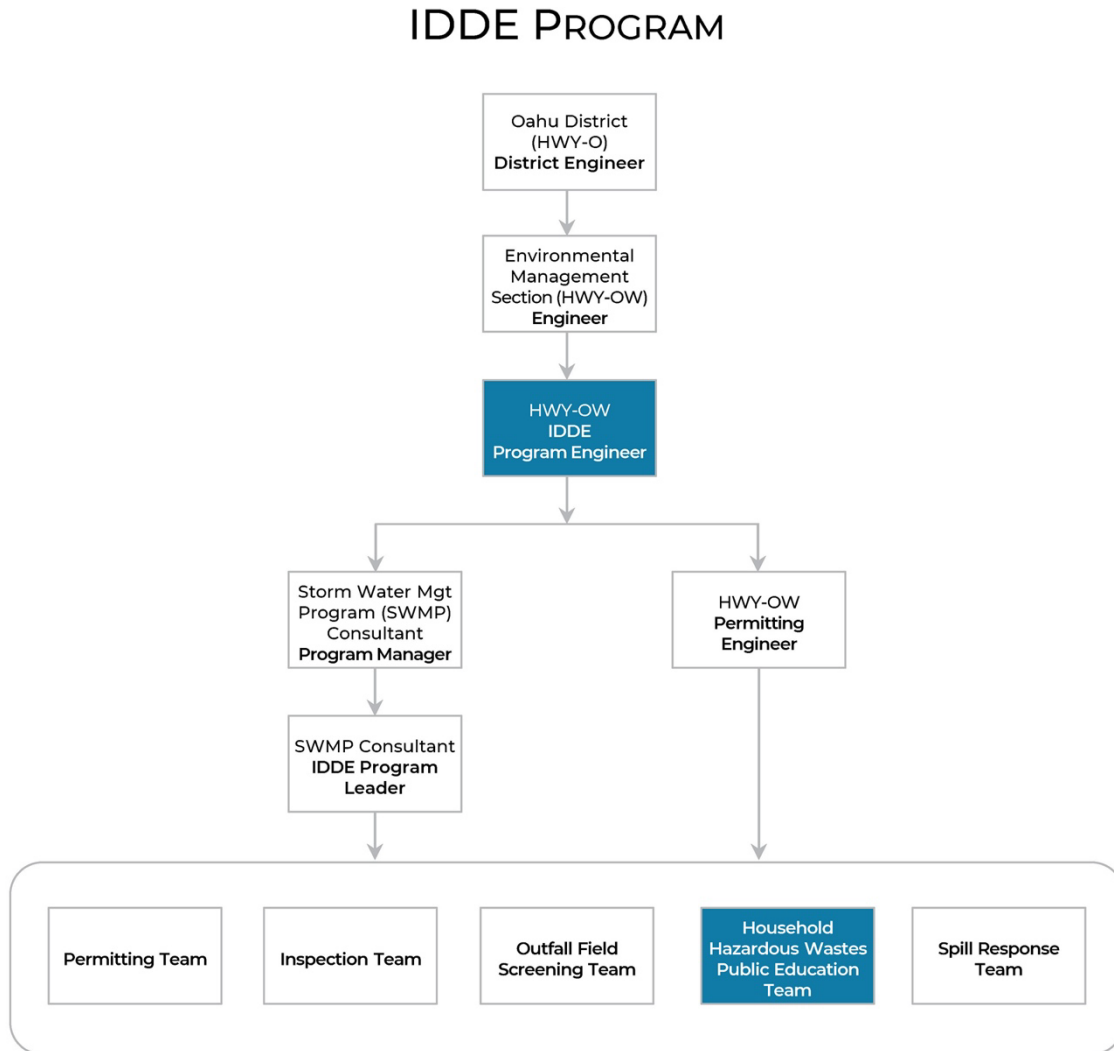 IDDE PROGRAM
Oahu District
(HWY-O)
District Engineer
Environmental
Management
Section (HWY-OW)
Engineer
HWY-OW
IDDE
Program Engineer
Storm Water Mgt
Program (SWMP)
Consultant
Program Manager
HWY-OW
Permitting
Engineer
SWMP Consultant
IDDE Program
Leader
Permitting Team
Inspection Team
Outfall Field
Screening Team
Household
Hazardous Wastes
Public Education
Team
Spill Response
Team